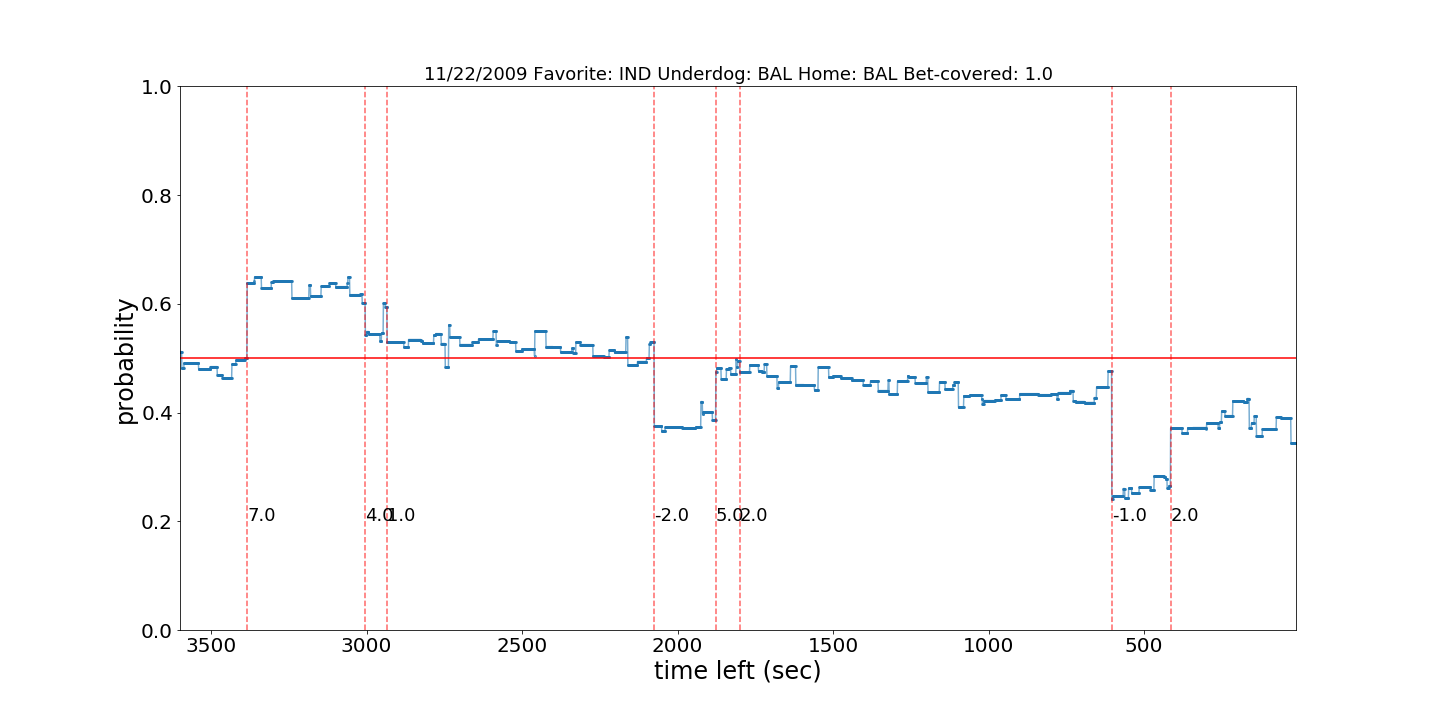 11/22/2009 Favorite: IND Underdog: BAL Home: BAL Bet-covered: 1.0
1.0
0.8
0.6
0.4
0.2
0.0
probability
7.0 4.0 1.0 -2.0 5.0 2.0 -1.0 2.0
3500 3000 2500 2000 1500 1000 500
time left (sec)